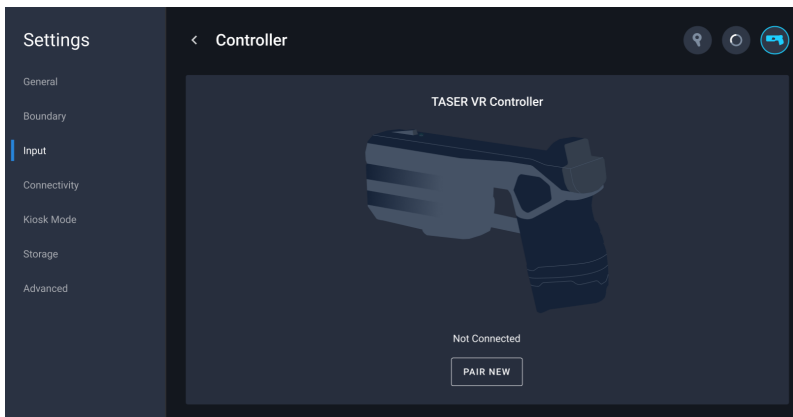 Settings
General
Boundary
Input
Connectivity
Kiosk Mode
Storage
Advanced
Controller
TASER VR Controller
Not Connected
PAIR NEW